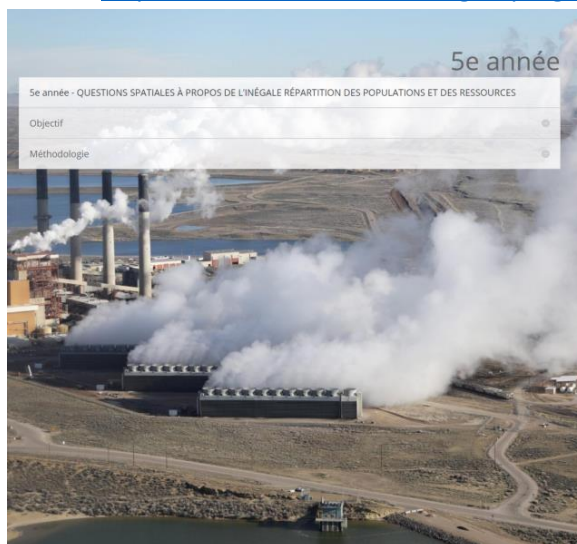 5e année
5e année - QUESTIONS SPATIALES À PROPOS DE L'INÉGALE RÉPARTITION DES POPULATIONS ET DES RESSOURCES
Objectif
Méthodologie